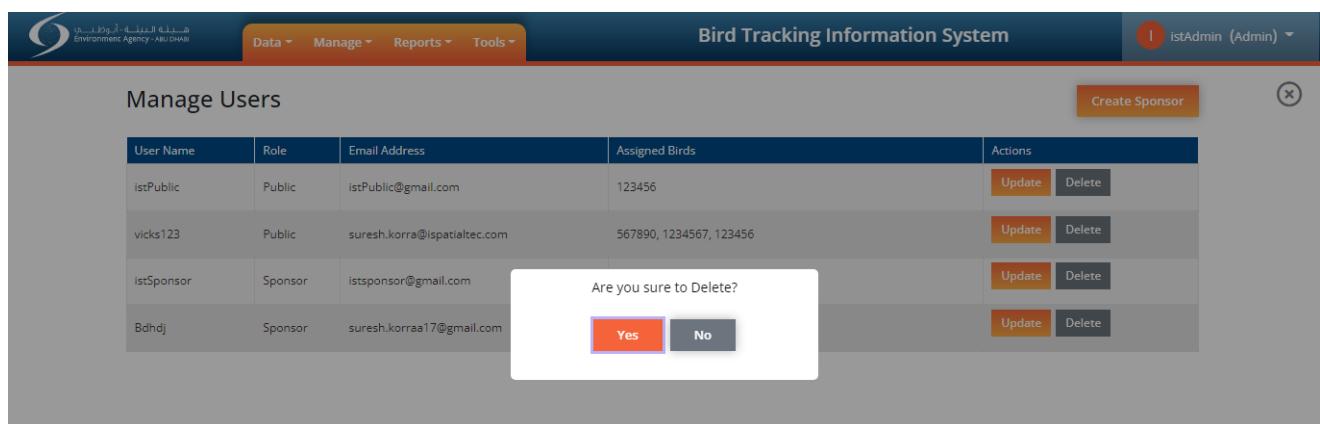 هـيـئة البيئـة - أبوظبـي
Environment Agency - ABU DHABI
Data Manage Reports Tools
Bird Tracking Information System
I istAdmin (Admin)
Manage Users
Create Sponsor
User Name Role Email Address Assigned Birds Actions
istPublic Public istPublic@gmail.com 123456 Update Delete
vicks123 Public suresh.korra@ispatialtec.com 567890, 1234567, 123456 Update Delete
istSponsor Sponsor istsponsor@gmail.com Update Delete
Are you sure to Delete?
Bdhdj Sponsor suresh.korraa17@gmail.com Update Delete
Yes No